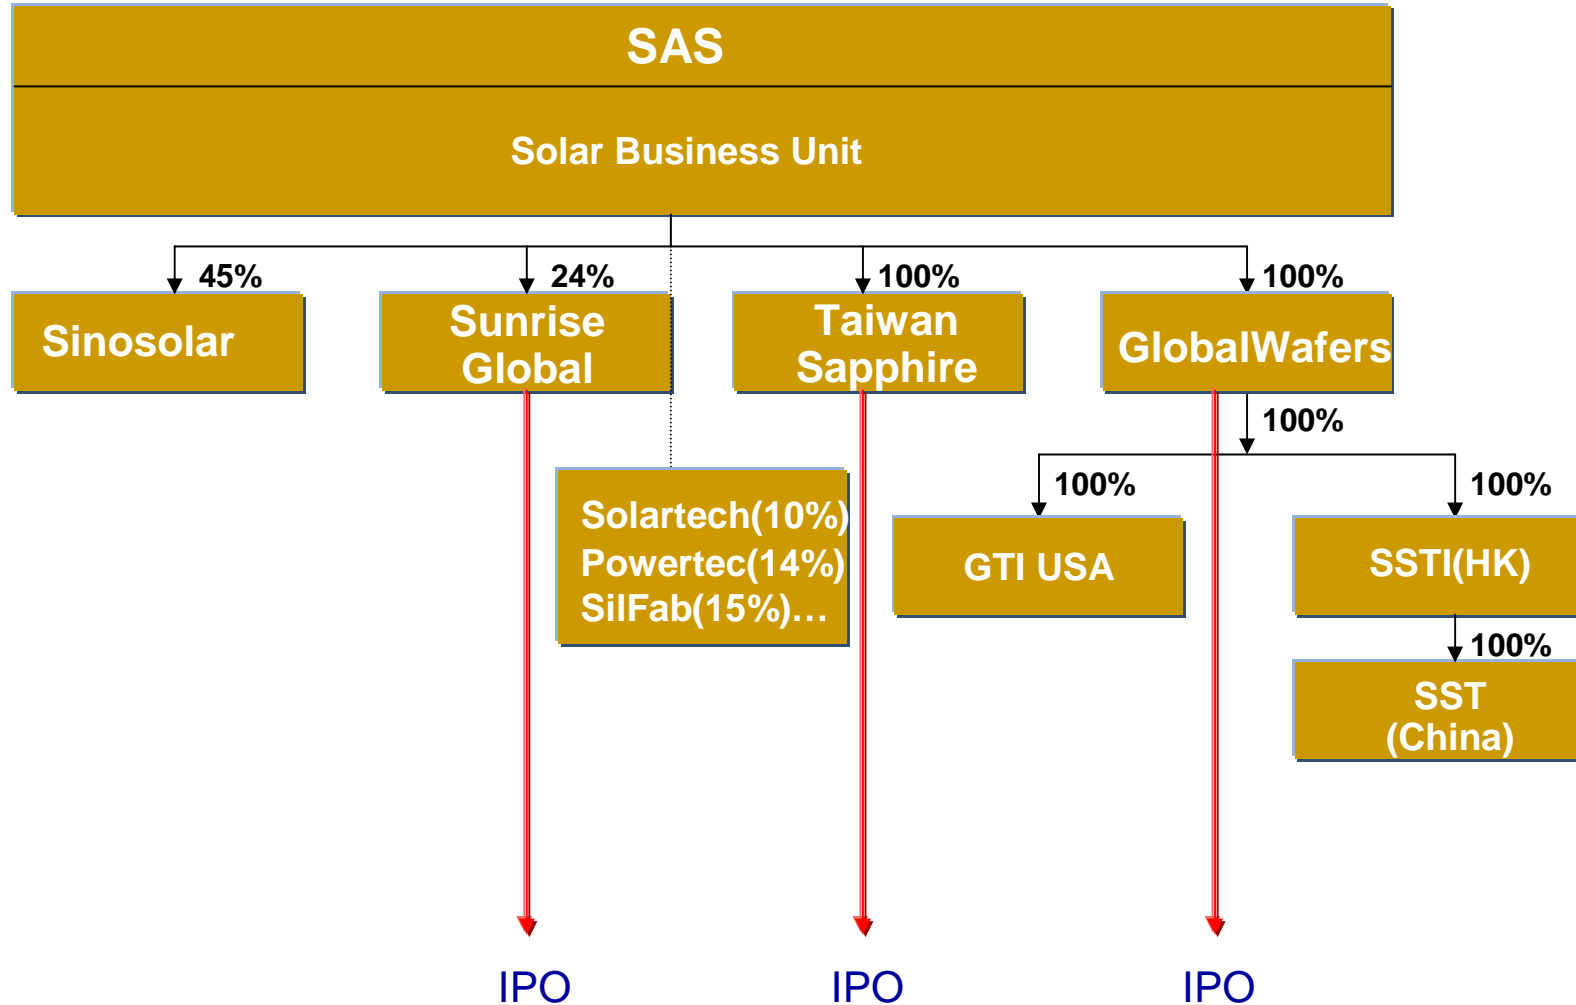 SAS
Solar Business Unit
45%
24%
100%
100%
Sinosolar
Sunrise
Global
Taiwan
Sapphire
GlobalWafers
100%
100%
100%
Solartech(10%)
Powertec(14%)
SilFab(15%)…
GTI USA
SSTI(HK)
100%
SST
(China)
IPO
IPO
IPO